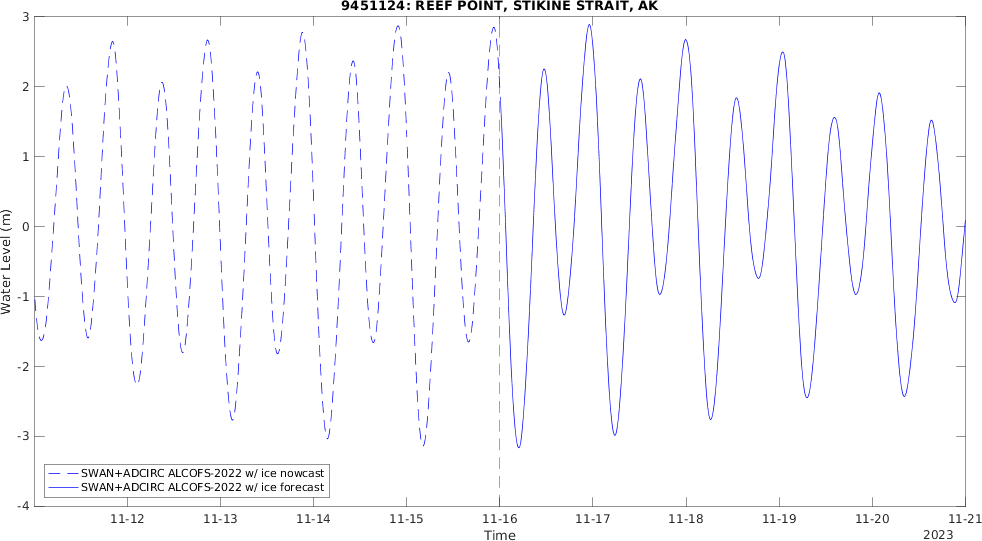 9451124: REEF POINT, STIKINE STRAIT, AK
3
2
1
0
-1
-2
-3
-4
Water Level (m)
SWAN+ADCIRC ALCOFS-2022 w/ ice nowcast
SWAN+ADCIRC ALCOFS-2022 w/ ice forecast
11-12 11-13 11-14 11-15 11-16 11-17 11-18 11-19 11-20 11-21
Time
2023